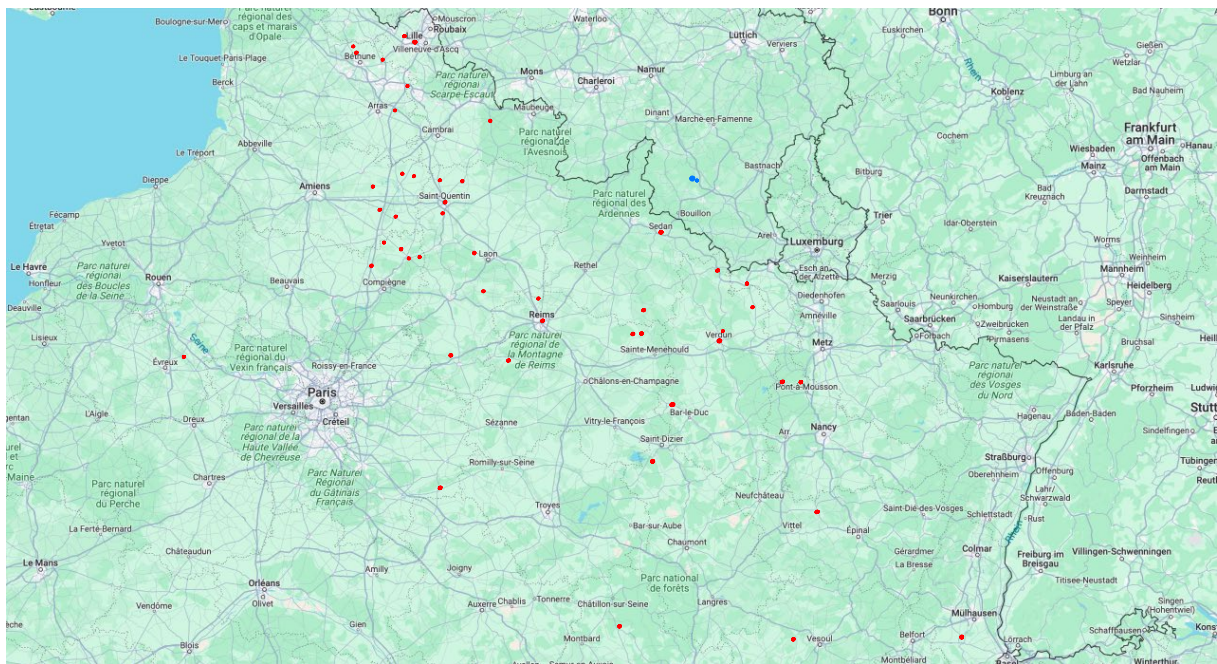 Eastbourne
Boulogne-sur-Mer
Parc naturel
régional des
caps et marais
d'Opale
Mouscron
Roubaix
Lille
Villeneuve-d'Ascq
Waterloo
Lüttich
Verviers
Bonn
Euskirchen
Siegen
Gießen
Wetzlar
Le Touquet-Paris-Plage
Béthune
Berck
Parc naturel
régional
Scarpe-Escaut
Mons
Charleroi
Namur
Rhein
Koblenz
Limburg an
der Lahn
Bad Nauheim
Arras
Maubeuge
Dinant
Marche-en-Famenne
Cambrai
Parc naturel
régional de
l'Avesnois
Abbeville
Le Tréport
Cochem
Frankfurt
am Main
Hanau
Wiesbaden
Offenbach
am Main
Mainz
Bastnach
Bitburg
Dieppe
Amiens
Saint-Quentin
Parc naturel
régional des
Ardennes
Bad
Kreuznach
Darmstadt
Fécamp
Étretat
Bouillon
Sedan
Arel
Trier
Luxemburg
Idar-Oberstein
Yvetot
Worms
Weinheim
Le Havre
Honfleur
Parc naturel
régional
des Boucles
de la Seine
Rouen
Beauvais
Laon
Rethel
Esch an
der Alzette
Merzig
Kaiserslautern
Mannheim
Compiègne
Diedenhofen
Saarlouis
Neunkirchen
Homburg
Neustadt an
der Weinstraße
Heidelberg
Deauville
Amnéville
Speyer
Reims
Saarbrücken
Zweibrücken
Landau in
der Pfalz
Sinsheim
Lisieux
Parc naturel
régional de
la Montagne
de Reims
Verdun
Forbach
Pirmasens
Sainte-Menehould
Metz
Bruchsal
Évreux
Seine
Parc naturel
régional du
Vexin français
Roissy-en-France
Karlsruhe
Châlons-en-Champagne
Pont-à-Mousson
Parc naturel
régional
des Vosges
du Nord
Pforzheim
Paris
Versailles
Créteil
L'Aigle
Dreux
Bar-le-Duc
Hagenau
Baden-Baden
Sézanne
Vitry-le-François
Arr
Nancy
Parc naturel
régional de la
Haute Vallée
de Chevreuse
Saint-Dizier
Straßburg
Sindelfingen
Romilly-sur-Seine
Offenburg
Oberehnheim
Tübingen
Chartres
Parc Naturel
Régional
du Gâtinais
Français
Parc naturel
régional
du Perche
Lahr/
Schwarzwald
Neufchâteau
Troyes
Saint-Dié-des-Vosges
Schlettstadt
Rust
La Ferté-Bernard
Bar-sur-Aube
Vittel
Épinal
Rhein
Chaumont
Châteaudun
Gérardmer
La Bresse
Colmar
Villingen-Schwenningen
Le Mans
Amilly
Joigny
Parc national
de forêts
Freiburg im
Breisgau
Titisee-Neustadt
Orléans
Olivet
Vendôme
Auxerre
Chablis
Tonnerre
Châtillon-sur-Seine
Langres
Gien
Mülhausen
Singen
(Hohentwiel)
Blois
Montbard
Vesoul
Belfort
Montbéliard
Lörrach
Schaffhausen
Basel
Winterthur